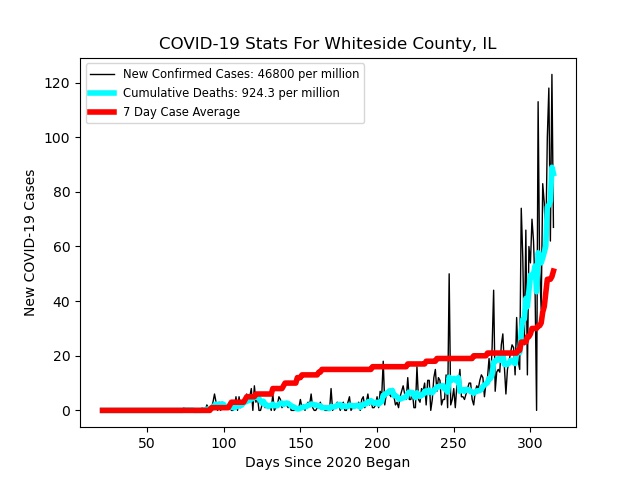 COVID-19 Stats For Whiteside County, IL
New Confirmed Cases: 46800 per million
Cumulative Deaths: 924.3 per million
7 Day Case Average
New COVID-19 Cases
120
100
80
60
40
20
0
50 100 150 200 250 300
Days Since 2020 Began